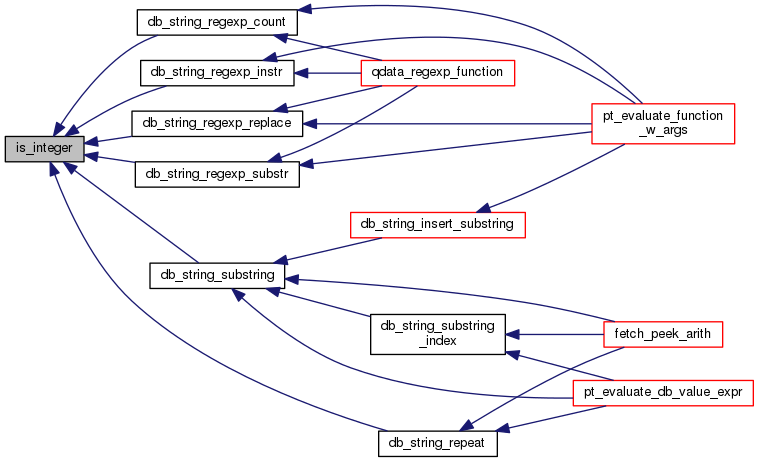 db_string_regexp_count
db_string_regexp_instr
qdata_regexp_function
db_string_regexp_replace
pt_evaluate_function
_w_args
is_integer
db_string_regexp_substr
db_string_insert_substring
db_string_substring
db_string_substring
_index
fetch_peek_arith
pt_evaluate_db_value_expr
db_string_repeat